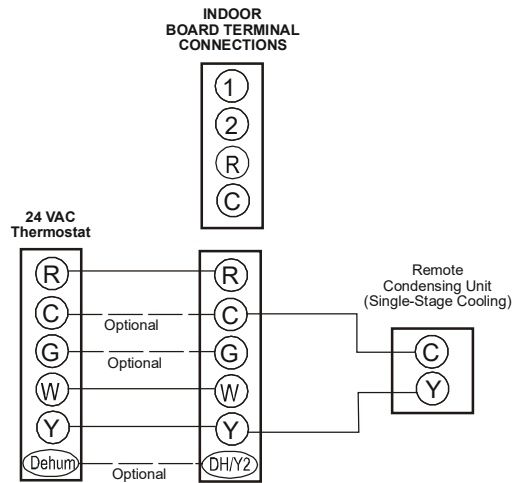 INDOOR
BOARD TERMINAL
CONNECTIONS
1
2
R
C
24 VAC
Thermostat
R
C
G
W
Y
Dehum
Optional
Optional
Optional
R
C
G
W
Y
DH/Y2
Remote
Condensing Unit
(Single-Stage Cooling)
C
Y